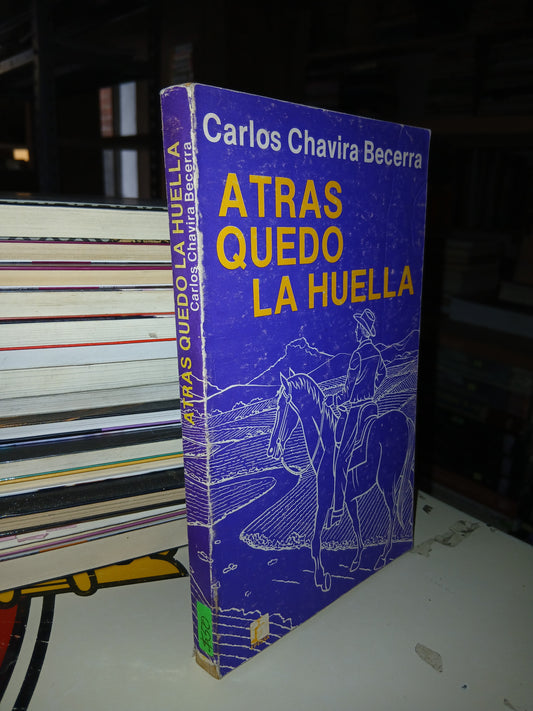 Carlos Chavira Becerra
ATRAS
QUEDO
LA HUELLA
ATRAS QUEDO LA HUELLA
Carlos Chavira Becerra